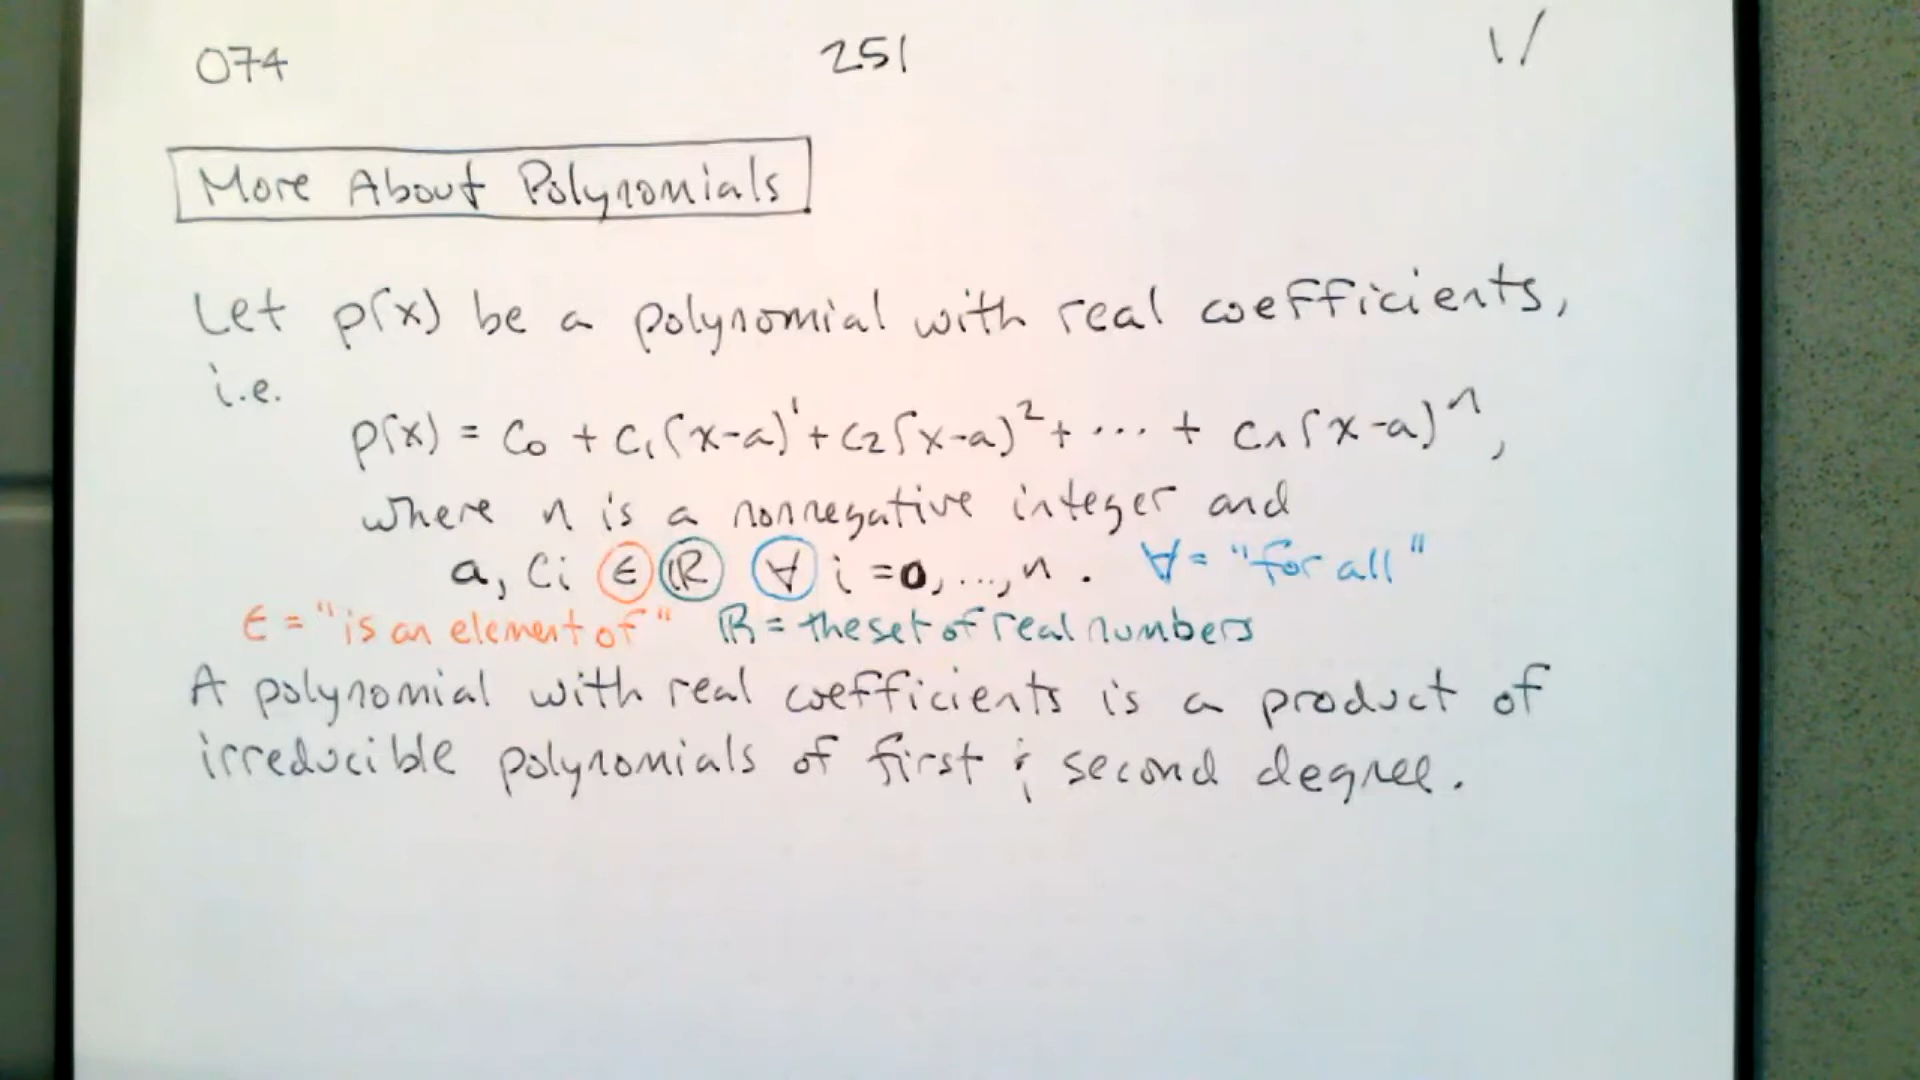 074 251 1/
More About Polynomials
Let p(x) be a polynomial with real coefficients,
i.e.
p(x) = c₀ + c₁(x-a)¹ + c₂(x-a)² + ... + cₙ(x-a)ⁿ,
where n is a nonnegative integer and
a, cᵢ ∈ ℝ ∀ i = 0, ..., n. ∀ = "for all"
∈ = "is an element of" ℝ = the set of real numbers
A polynomial with real coefficients is a product of
irreducible polynomials of first & second degree.